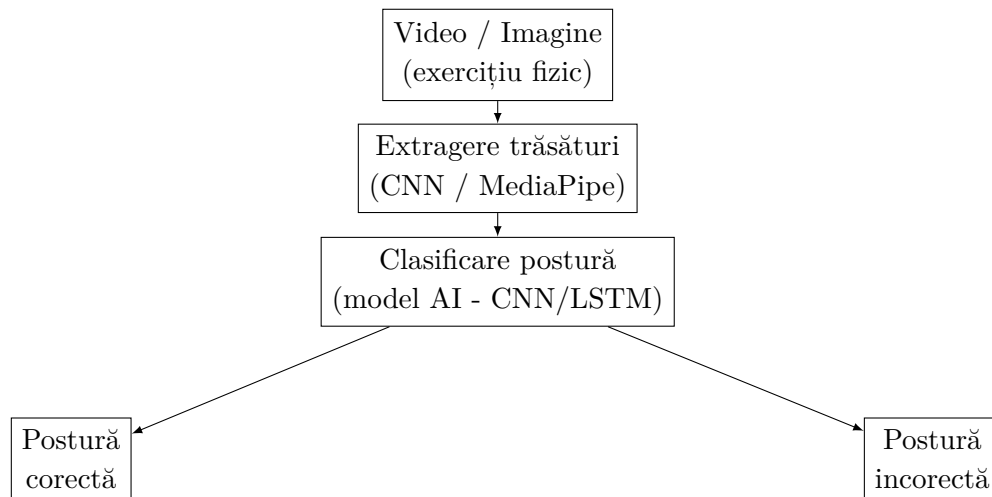 Video / Imagine
(exercițiu fizic)
Extragere trăsături
(CNN / MediaPipe)
Clasificare postură
(model AI - CNN/LSTM)
Postură
corectă
Postură
incorectă